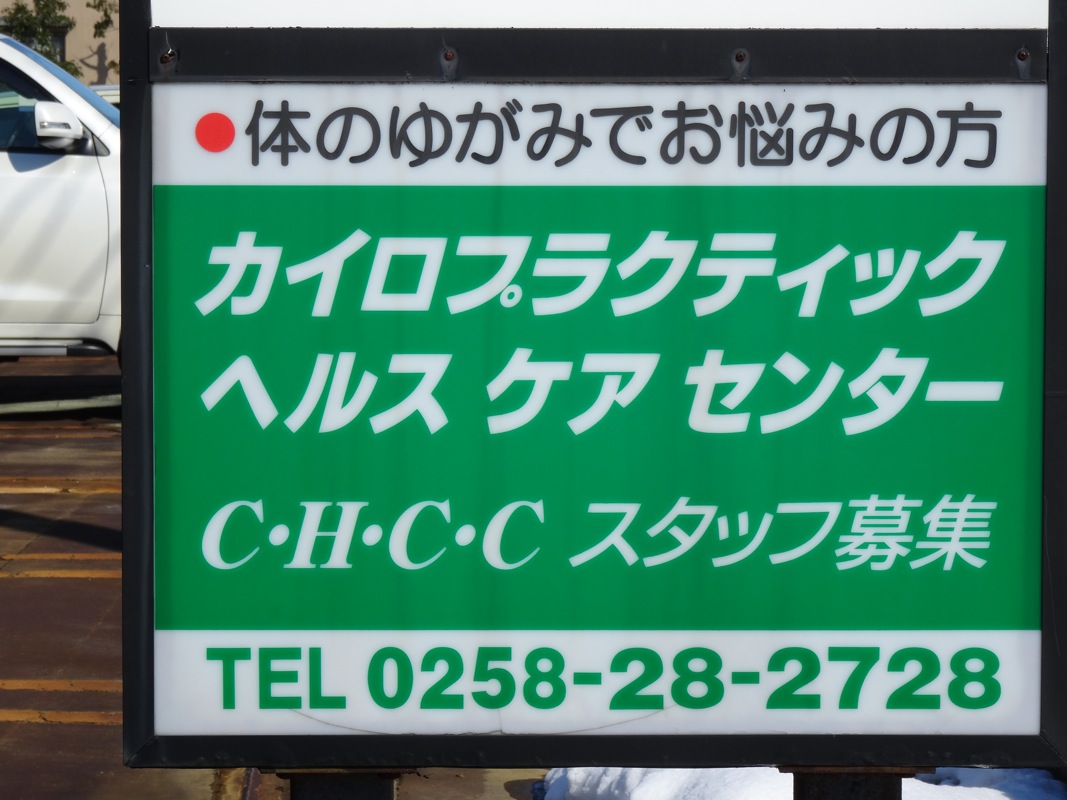 ●体のゆがみでお悩みの方
カイロプラクティック
ヘルス ケア センター
C・H・C・C スタッフ募集
TEL 0258-28-2728